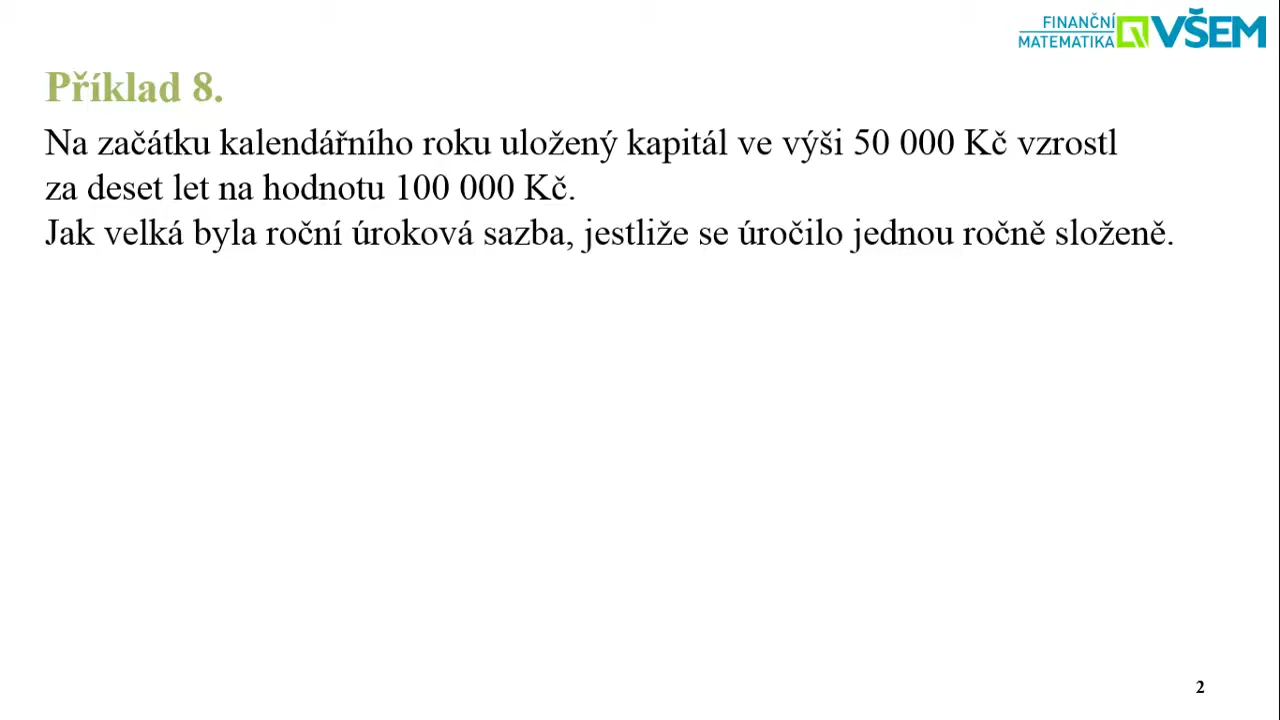 FINANČNÍ
MATEMATIKA VŠEM
Příklad 8.
Na začátku kalendářního roku uložený kapitál ve výši 50 000 Kč vzrostl
za deset let na hodnotu 100 000 Kč.
Jak velká byla roční úroková sazba, jestliže se úročilo jednou ročně složeně.
2